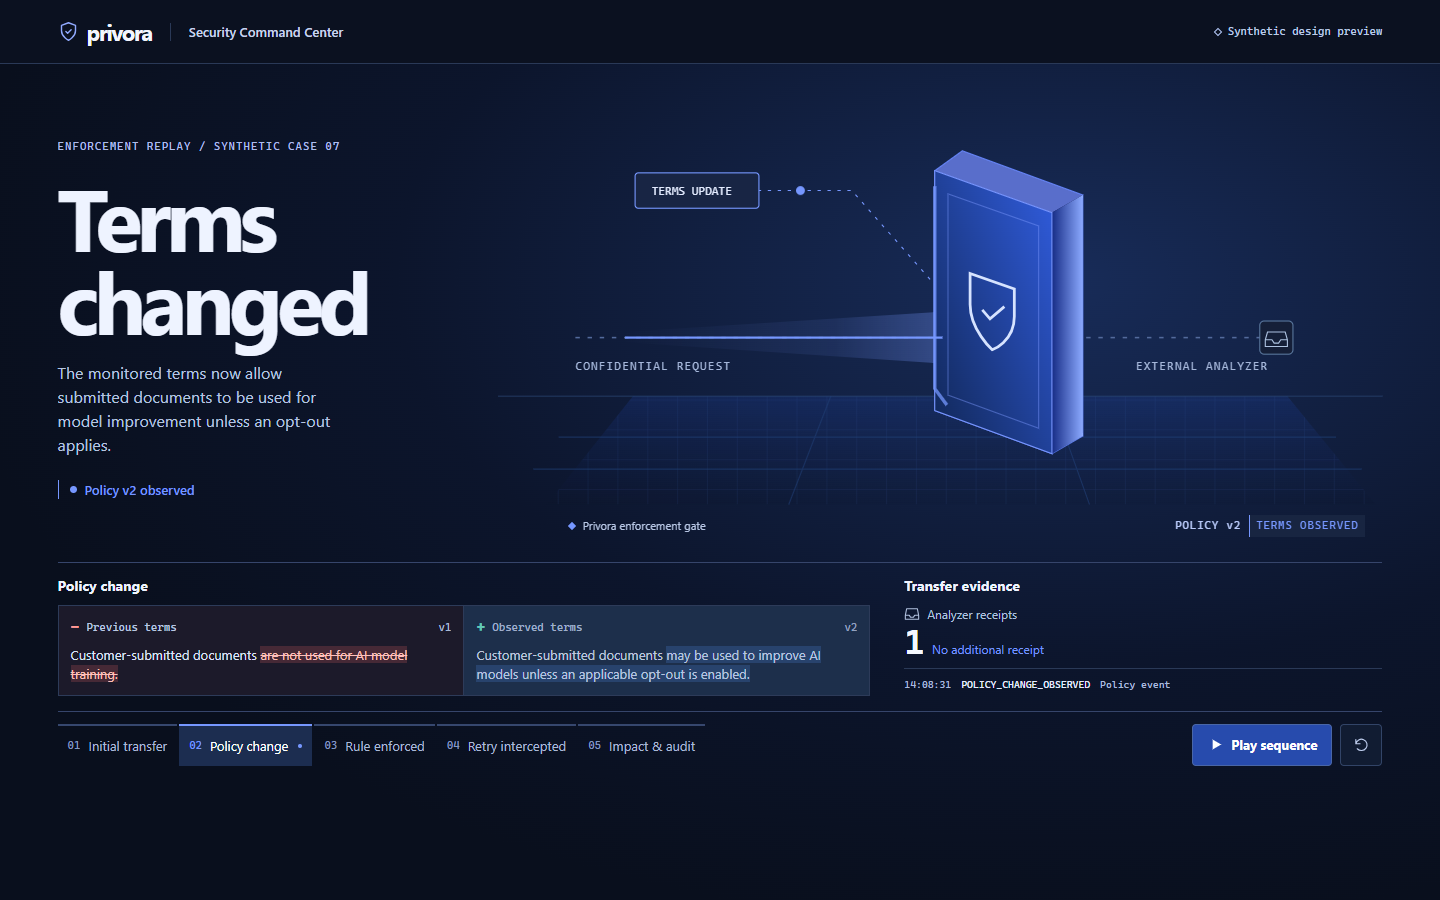 privora
Security Command Center
Synthetic design preview
ENFORCEMENT REPLAY / SYNTHETIC CASE 07
Terms
changed
The monitored terms now allow
submitted documents to be used for
model improvement unless an opt-out
applies.
Policy v2 observed
TERMS UPDATE
CONFIDENTIAL REQUEST
EXTERNAL ANALYZER
Privora enforcement gate
POLICY v2 TERMS OBSERVED
Policy change
Previous terms v1
Customer-submitted documents are not used for AI model
training.
Observed terms v2
Customer-submitted documents may be used to improve AI
models unless an applicable opt-out is enabled.
Transfer evidence
Analyzer receipts
1 No additional receipt
14:08:31 POLICY_CHANGE_OBSERVED Policy event
01 Initial transfer
02 Policy change
03 Rule enforced
04 Retry intercepted
05 Impact & audit
Play sequence